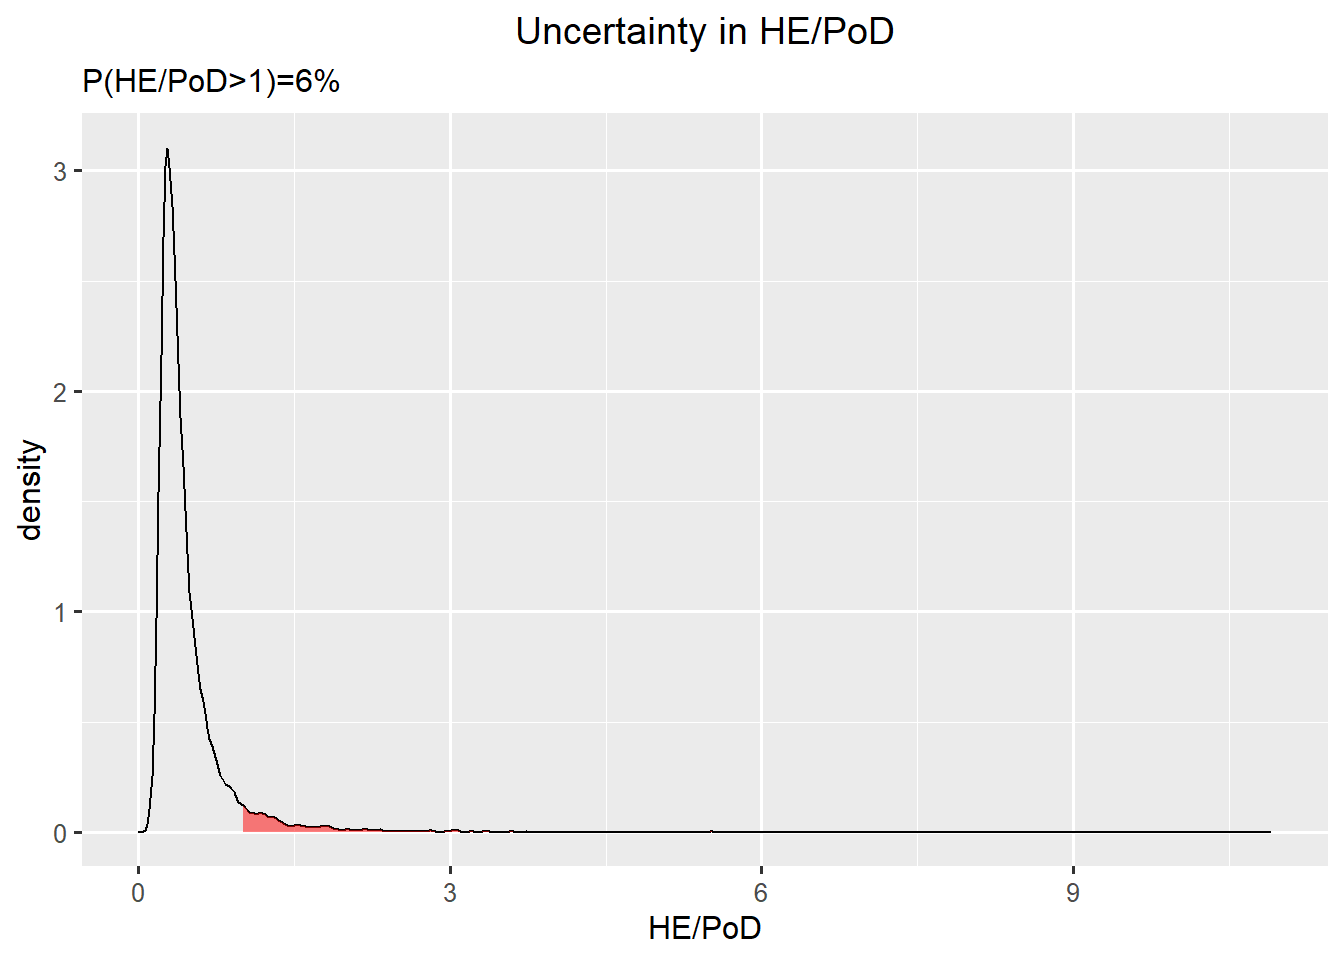 Uncertainty in HE/PoD
P(HE/PoD>1)=6%
3
2
1
0
density
0 3 6 9
HE/PoD